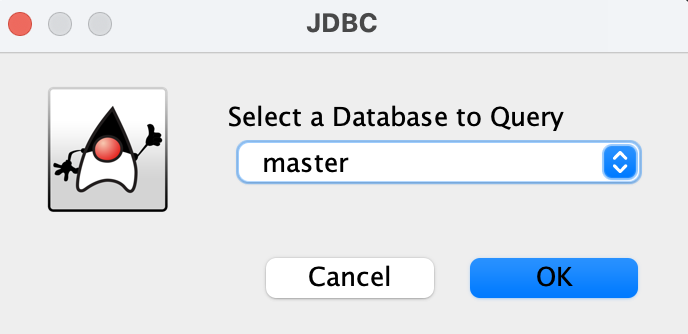 JDBC
Select a Database to Query
master
Cancel
OK